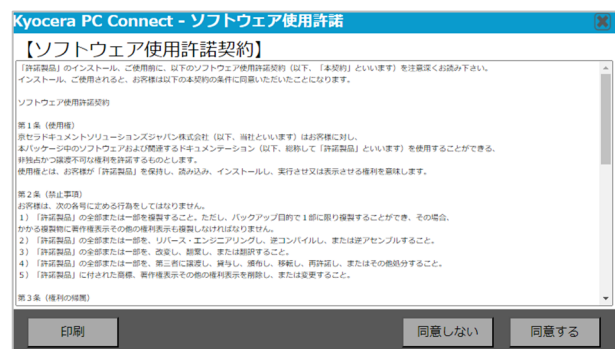 Kyocera PC Connect - ソフトウェア使用許諾
【ソフトウェア使用許諾契約】
「許諾製品」のインストール、ご使用前に、以下のソフトウェア使用許諾契約（以下、「本契約」といいます）を注意深くお読み下さい。
インストール、ご使用されると、お客様は以下の本契約の条件に同意いただいたことになります。
ソフトウェア使用許諾契約
第１条（使用権）
京セラドキュメントソリューションズジャパン株式会社（以下、当社といいます）はお客様に対し、
本パッケージ中のソフトウェアおよび関連するドキュメンテーション（以下、総称して「許諾製品」といいます）を使用することができる、
非独占かつ譲渡不可な権利を許諾するものとします。
使用権とは、お客様が「許諾製品」を保持し、読み込み、インストールし、実行させ又は表示させる権利を意味します。
第２条（禁止事項）
お客様は、次の各号に定める行為をしてはなりません。
１）「許諾製品」の全部または一部を複製すること。ただし、バックアップ目的で１部に限り複製することができ、その場合、
かかる複製物に著作権表示その他の権利表示も複製しなければなりません。
２）「許諾製品」の全部または一部を、リバース・エンジニアリングし、逆コンパイルし、または逆アセンブルすること。
３）「許諾製品」の全部または一部を、改変し、翻案し、または翻訳すること。
４）「許諾製品」の全部または一部を、第三者に譲渡し、貸与し、頒布し、移転し、再許諾し、またはその他処分すること。
５）「許諾製品」に付された商標、著作権表示その他の権利表示を削除し、または変更すること。
第３条（権利の帰属）
印刷
同意しない
同意する